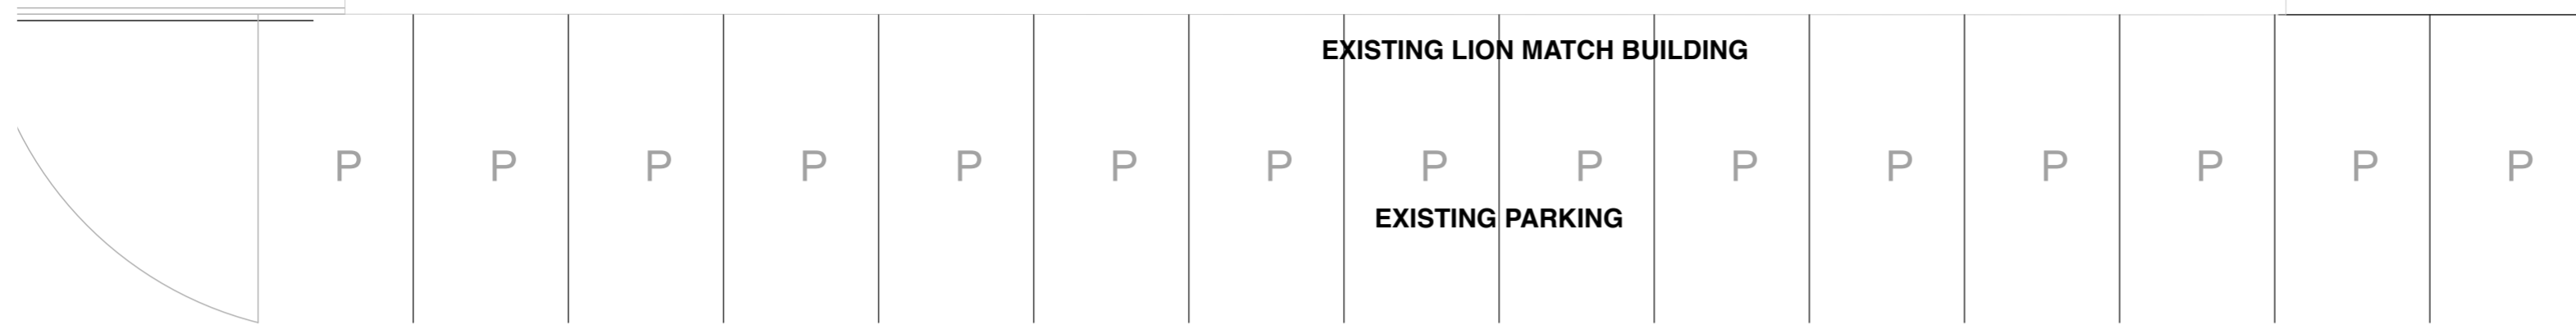 EXISTING LION MATCH BUILDING
P P P P P P P P P P P P P P P
EXISTING PARKING